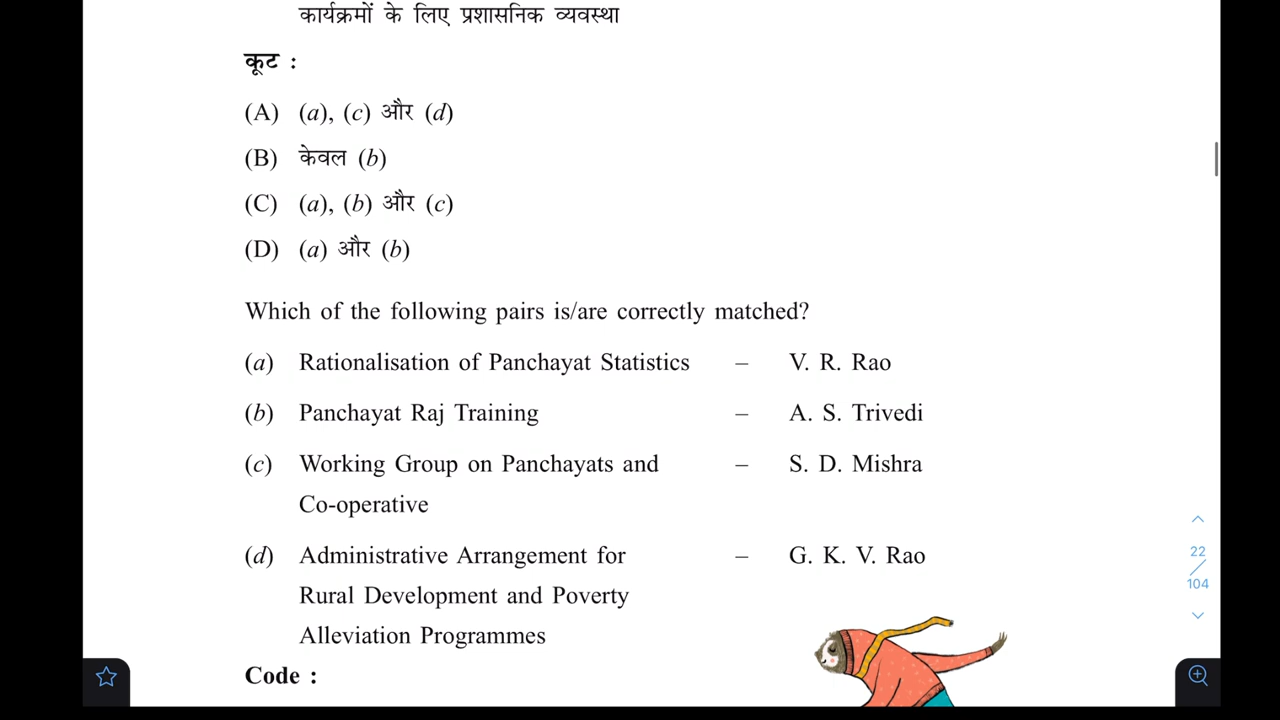 कार्यक्रमों के लिए प्रशासनिक व्यवस्था
कूट :
(A) (a), (c) और (d)
(B) केवल (b)
(C) (a), (b) और (c)
(D) (a) और (b)
Which of the following pairs is/are correctly matched?
(a) Rationalisation of Panchayat Statistics – V. R. Rao
(b) Panchayat Raj Training – A. S. Trivedi
(c) Working Group on Panchayats and – S. D. Mishra
Co-operative
(d) Administrative Arrangement for – G. K. V. Rao
Rural Development and Poverty
Alleviation Programmes
Code :
22
104